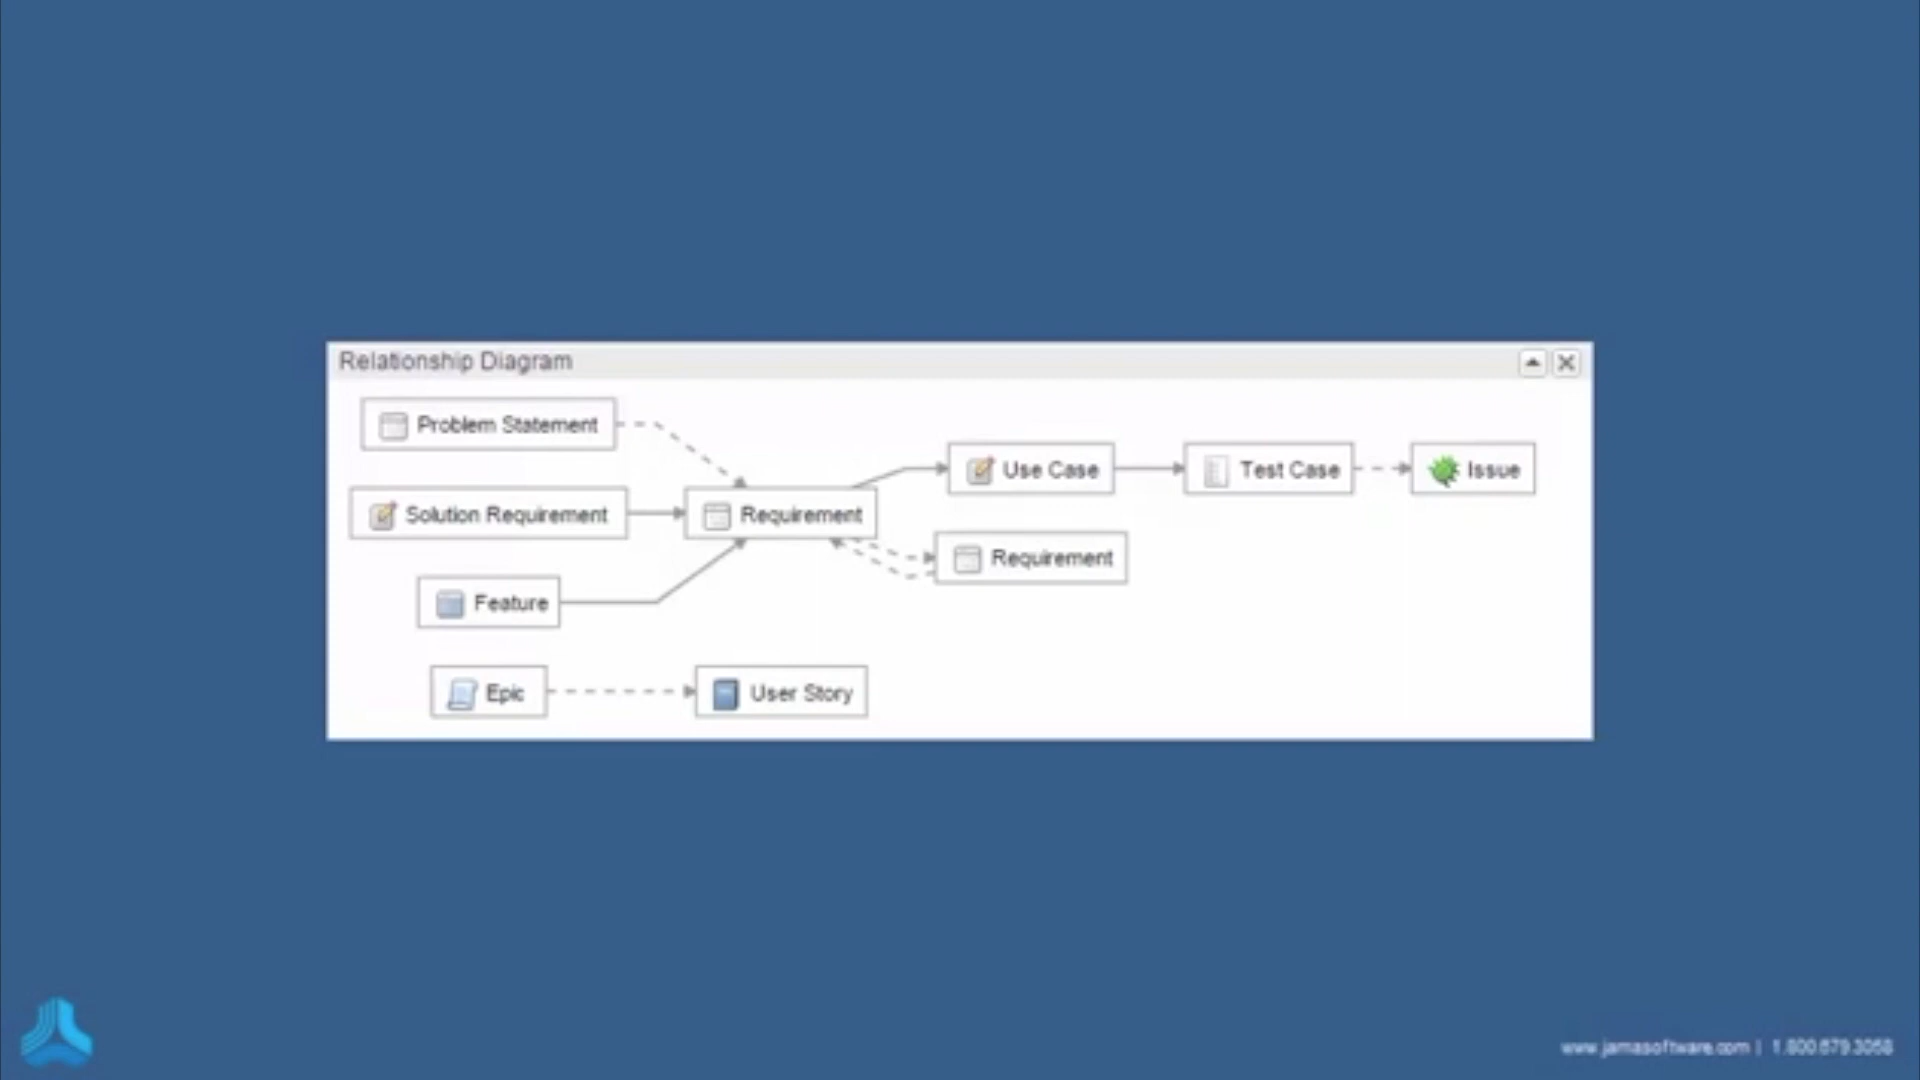 Relationship Diagram
Problem Statement
Use Case
Test Case
Issue
Solution Requirement
Requirement
Requirement
Feature
Epic
User Story
www.jamasoftware.com | 1.800.679.3058